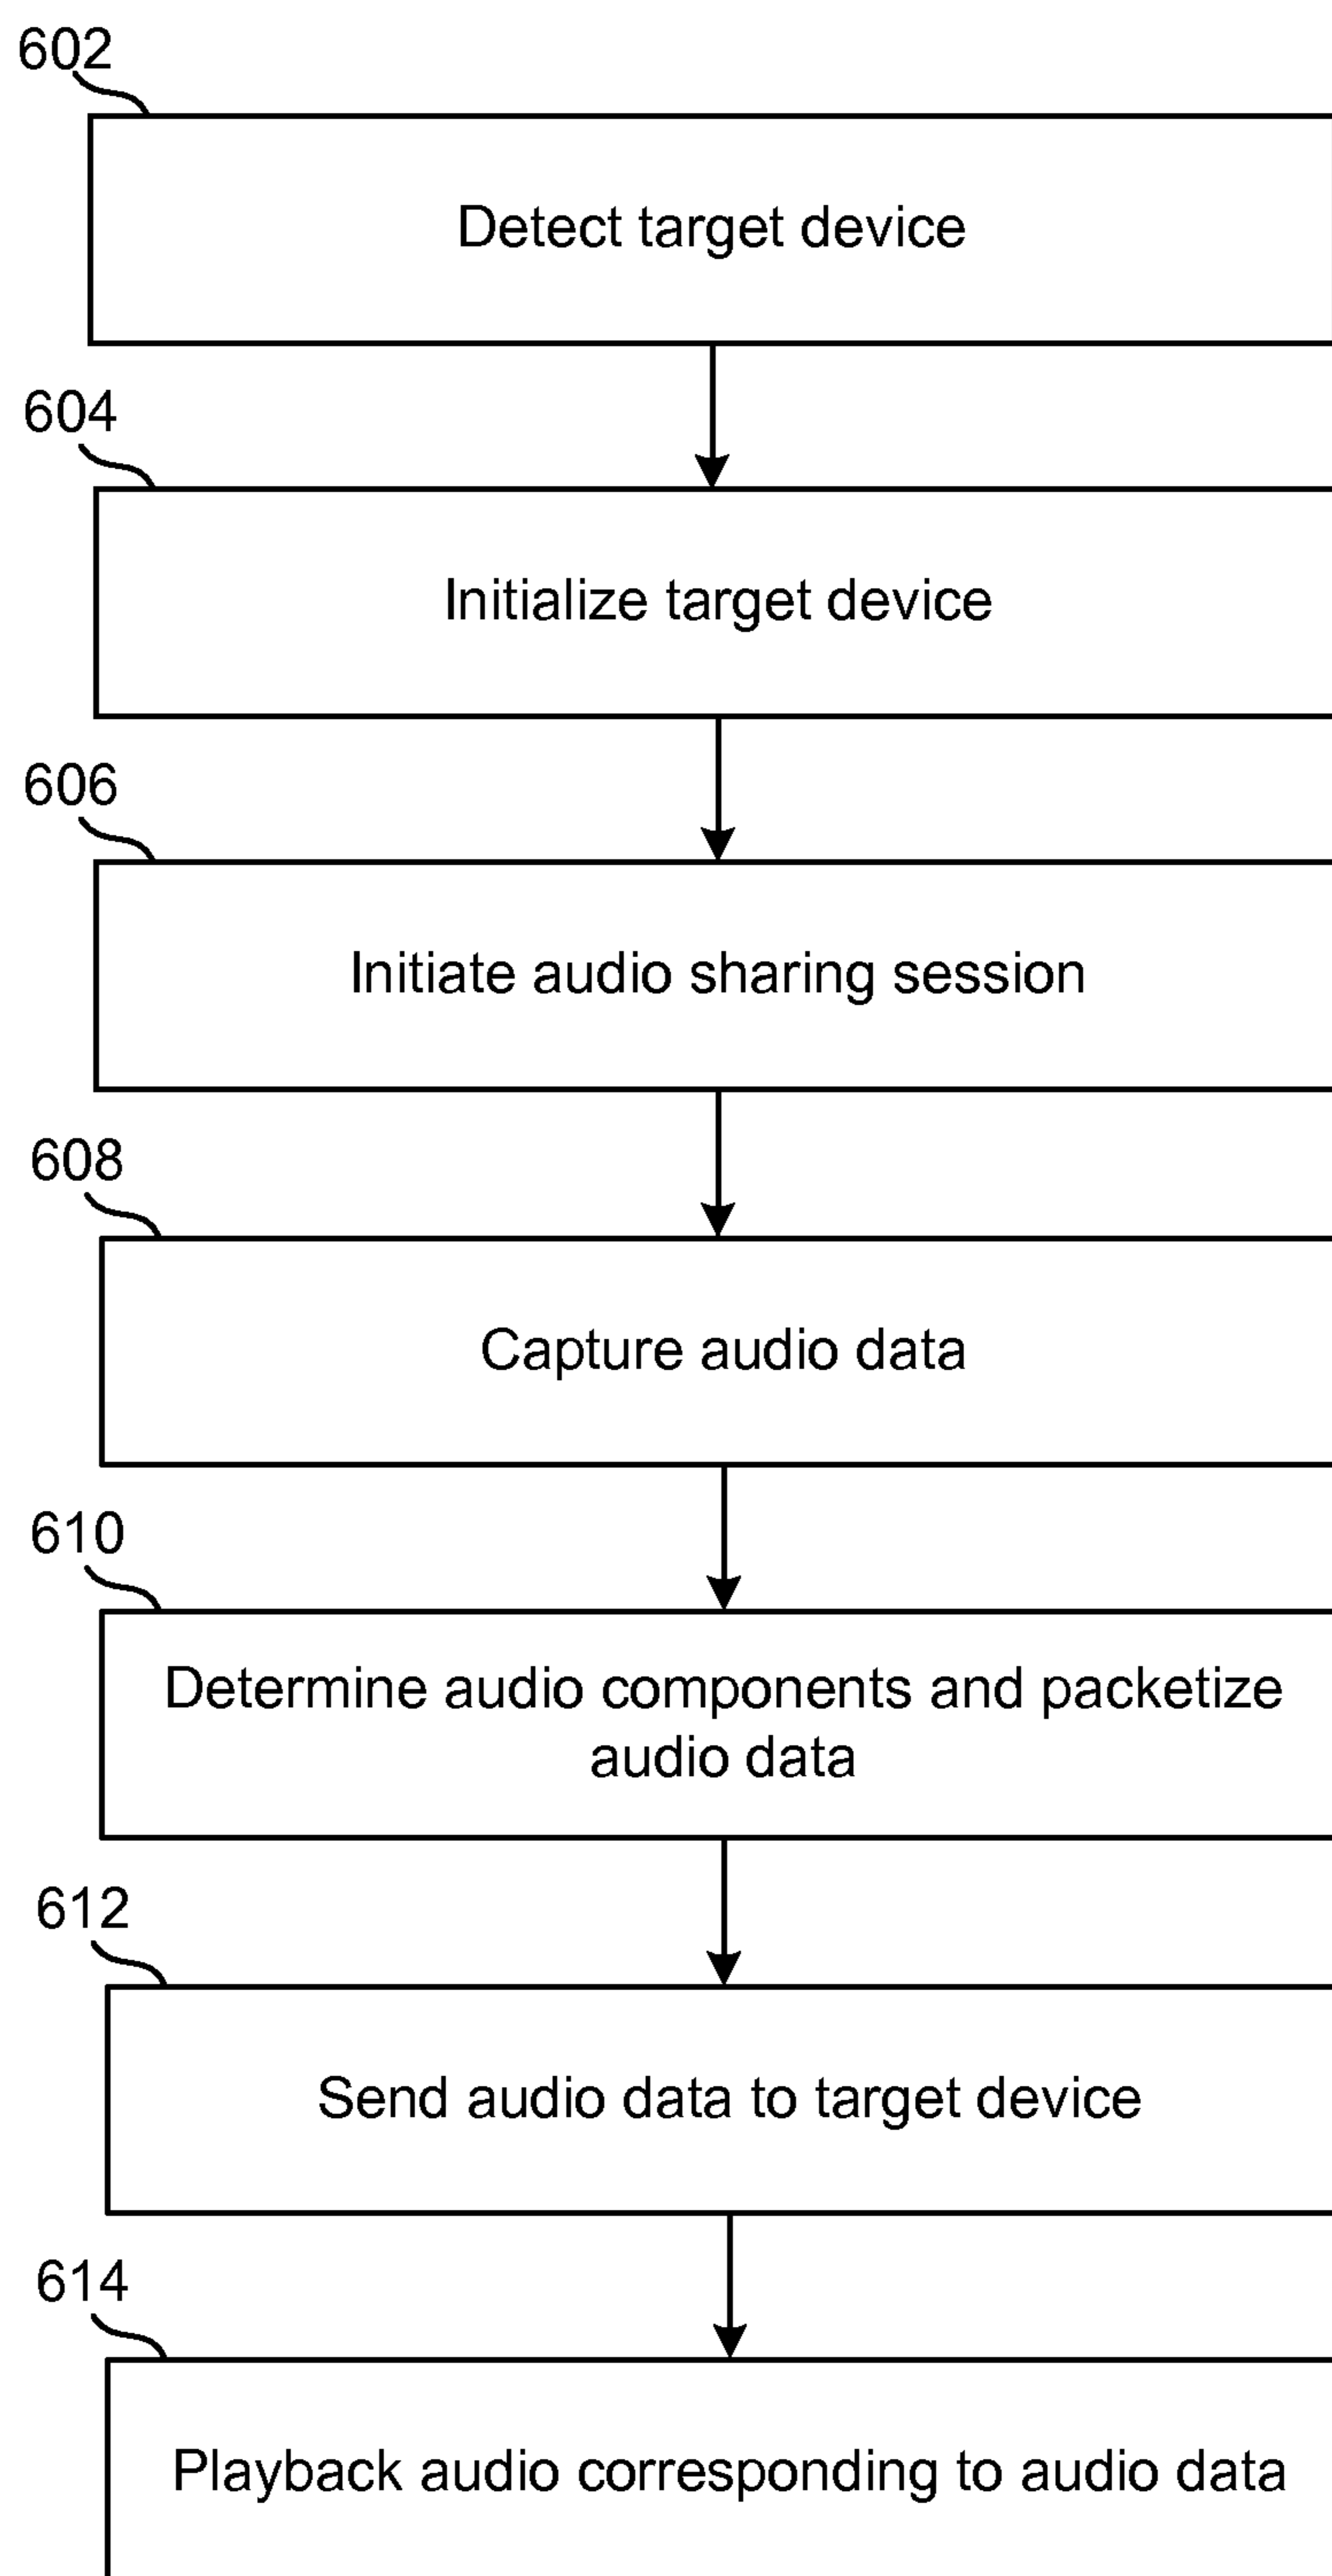 602
Detect target device
604
Initialize target device
606
Initiate audio sharing session
608
Capture audio data
610
Determine audio components and packetize
audio data
612
Send audio data to target device
614
Playback audio corresponding to audio data